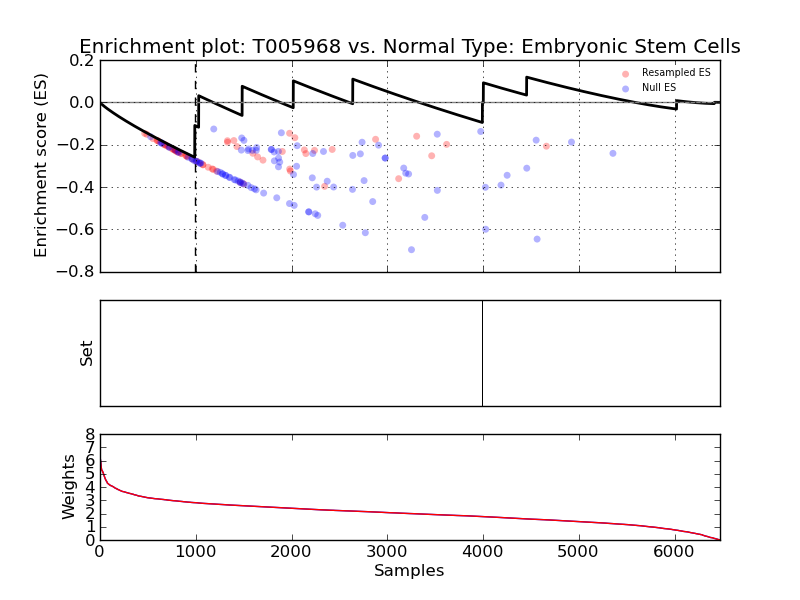 Enrichment plot: T005968 vs. Normal Type: Embryonic Stem Cells
Enrichment score (ES)
0.2
0.0
−0.2
−0.4
−0.6
−0.8
Resampled ES
Null ES
Set
Weights
8
7
6
5
4
3
2
1
0
0 1000 2000 3000 4000 5000 6000
Samples